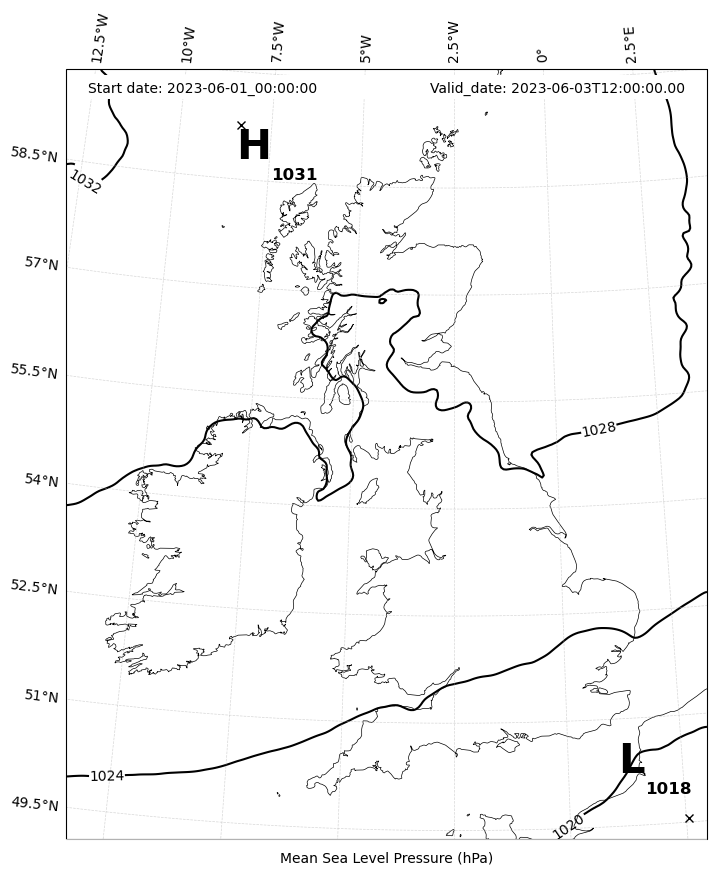 12.5°W 10°W 7.5°W 5°W 2.5°W 0° 2.5°E
Start date: 2023-06-01_00:00:00 Valid_date: 2023-06-03T12:00:00.00
58.5°N
H
1032
1031
57°N
55.5°N
1028
54°N
52.5°N
51°N
L
1024
1018
49.5°N
1020
Mean Sea Level Pressure (hPa)